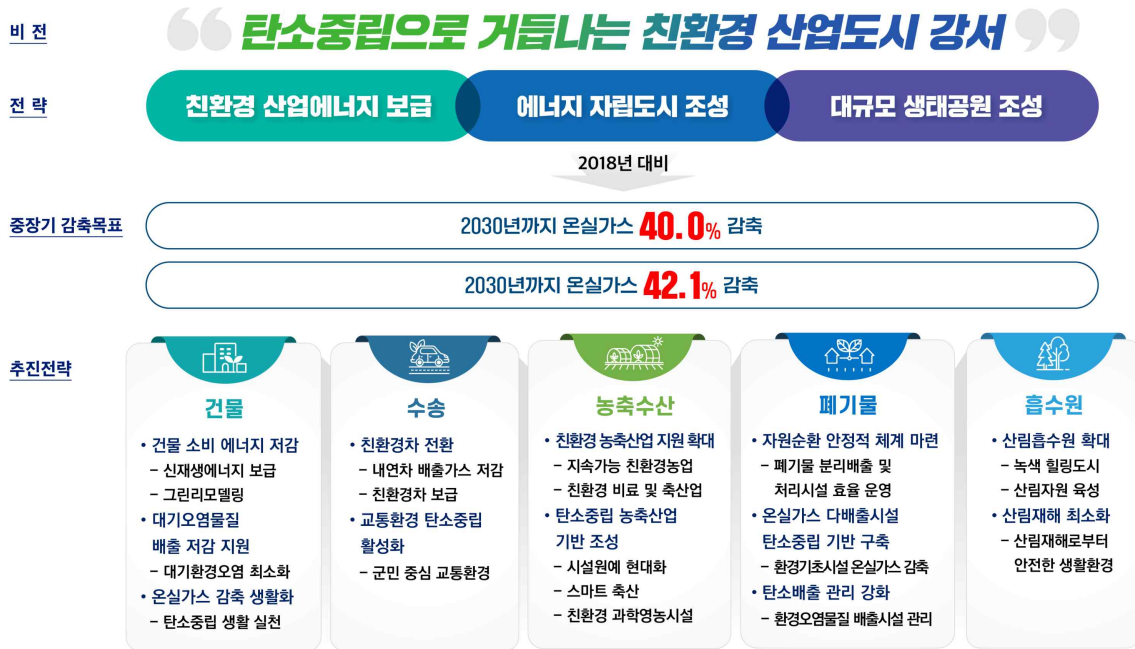 비 전
탄소중립으로 거듭나는 친환경 산업도시 강서
전 략
친환경 산업에너지 보급
에너지 자립도시 조성
대규모 생태공원 조성
2018년 대비
중장기 감축목표
2030년까지 온실가스 40.0% 감축
2030년까지 온실가스 42.1% 감축
추진전략
건물
• 건물 소비 에너지 저감
– 신재생에너지 보급
– 그린리모델링
• 대기오염물질
배출 저감 지원
– 대기환경오염 최소화
• 온실가스 감축 생활화
– 탄소중립 생활 실천
수송
• 친환경차 전환
– 내연차 배출가스 저감
– 친환경차 보급
• 교통환경 탄소중립
활성화
– 군민 중심 교통환경
농축수산
• 친환경 농축산업 지원 확대
– 지속가능 친환경농업
– 친환경 비료 및 축산업
• 탄소중립 농축산업
기반 조성
– 시설원예 현대화
– 스마트 축산
– 친환경 과학영농시설
폐기물
• 자원순환 안정적 체계 마련
– 폐기물 분리배출 및
처리시설 효율 운영
• 온실가스 다배출시설
탄소중립 기반 구축
– 환경기초시설 온실가스 감축
• 탄소배출 관리 강화
– 환경오염물질 배출시설 관리
흡수원
• 산림흡수원 확대
– 녹색 힐링도시
– 산림자원 육성
• 산림재해 최소화
– 산림재해로부터
안전한 생활환경